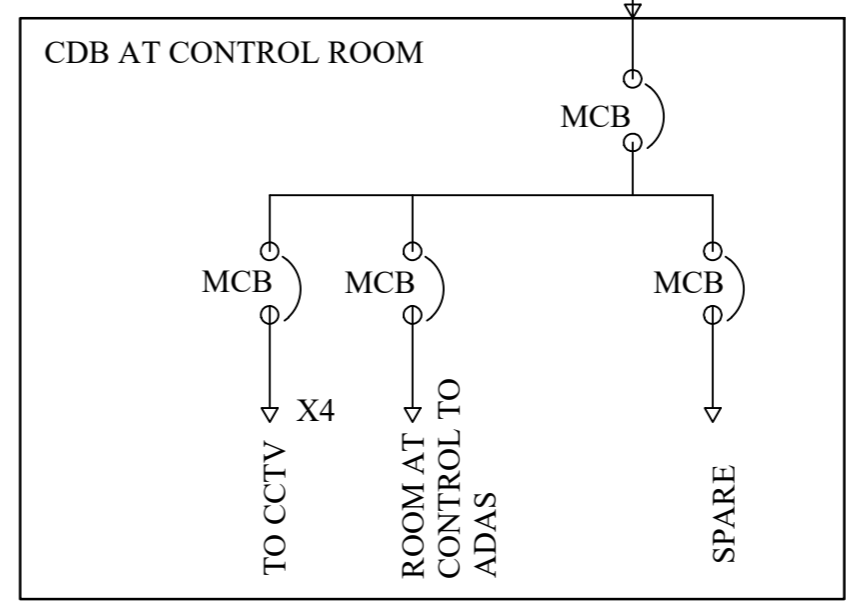 CDB AT CONTROL ROOM
MCB
MCB
MCB
MCB
X4
TO CCTV
ROOM AT
CONTROL TO
ADAS
SPARE